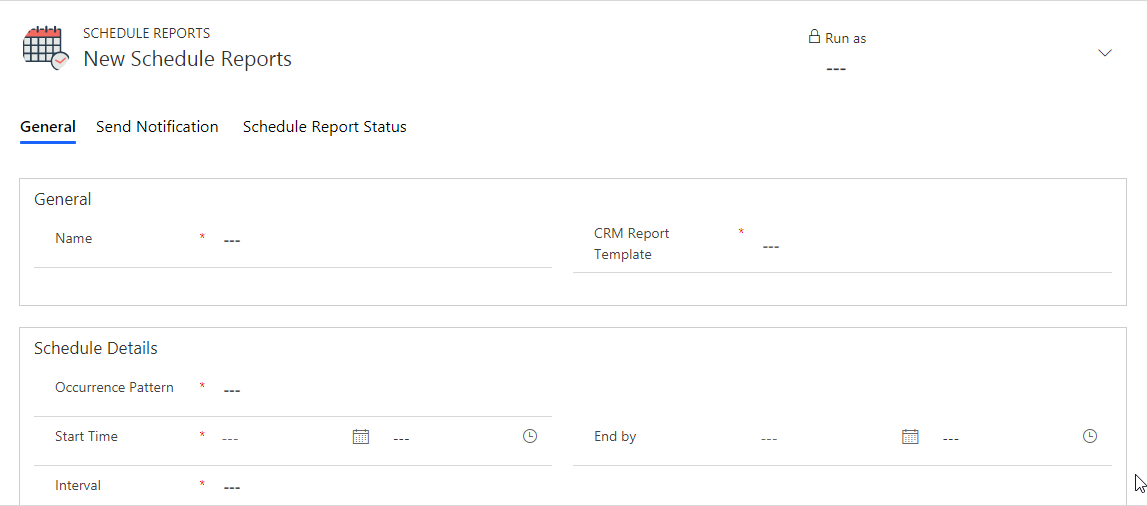 SCHEDULE REPORTS
New Schedule Reports
Run as
---
General Send Notification Schedule Report Status
General
Name * ---
CRM Report Template * ---
Schedule Details
Occurrence Pattern * ---
Start Time * --- --- End by --- ---
Interval * ---